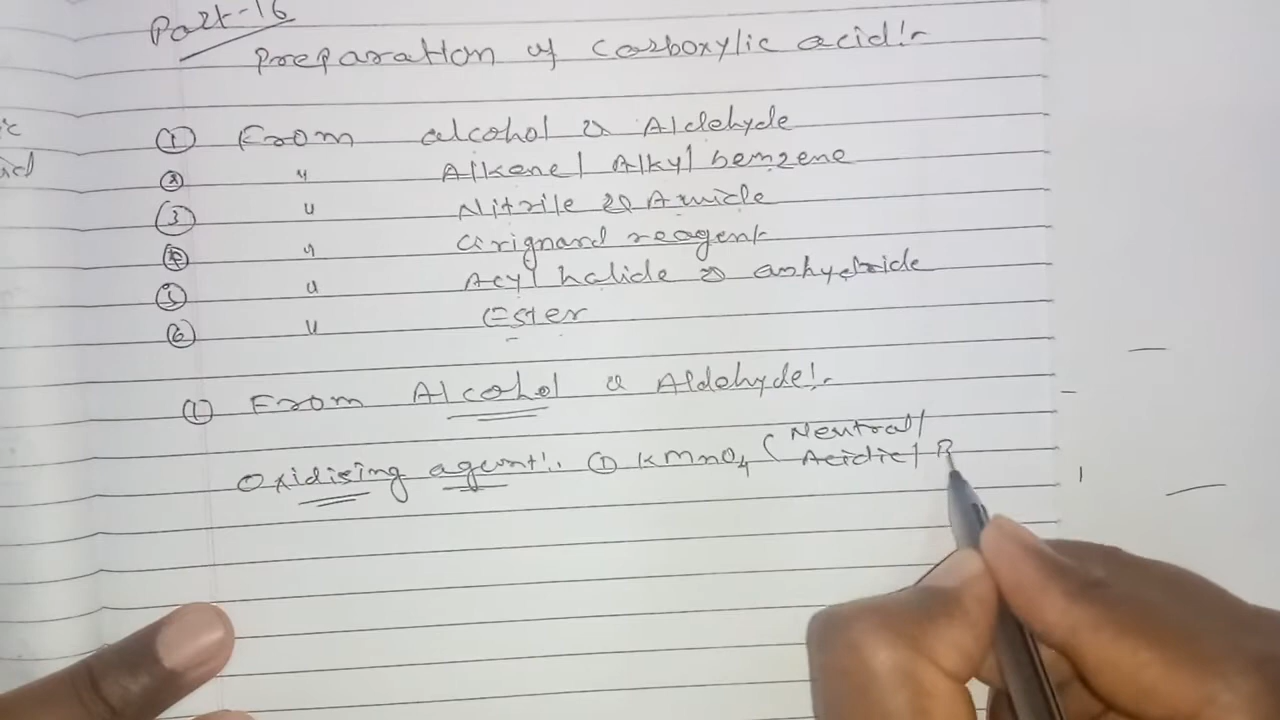 Part-16
Preparation of Carboxylic acid!-
① From alcohol & Aldehyde
② " Alkene / Alkyl benzene
③ " Nitrile & Amide
④ " Grignard reagent
⑤ " Acyl halide & anhydride
⑥ " Ester
① From Alcohol & Aldehyde!-
Oxidising agent:. ① KMnO4 ( Neutral/
Acidic / B